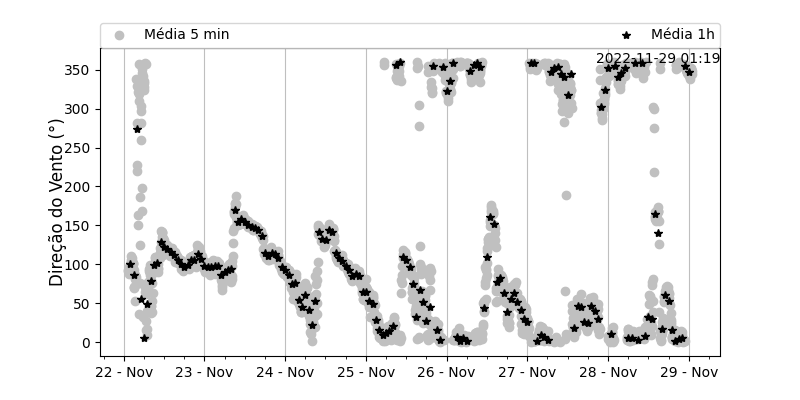 Média 5 min
Média 1h
2022-11-29 01:19
Direção do Vento (°)
350
300
250
200
150
100
50
0
22 - Nov
23 - Nov
24 - Nov
25 - Nov
26 - Nov
27 - Nov
28 - Nov
29 - Nov